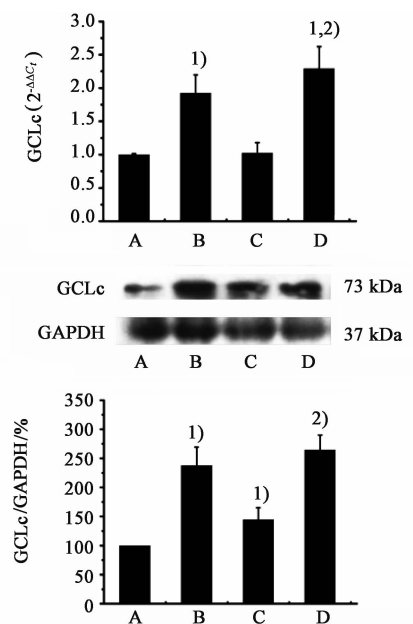 GCLc(2^-ΔΔCt)
3.0
2.5
2.0
1.5
1.0
0.5
0.0
1)
1,2)
A B C D
GCLc 73 kDa
GAPDH 37 kDa
A B C D
GCLc/GAPDH/%
350
300
250
200
150
100
50
0
1)
1)
2)
A B C D